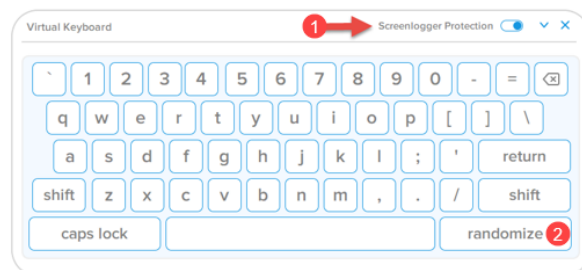 Virtual Keyboard 1 Screenlogger Protection
` 1 2 3 4 5 6 7 8 9 0 - =
q w e r t y u i o p [ ] \
a s d f g h j k l ; ' return
shift z x c v b n m , . / shift
caps lock randomize 2